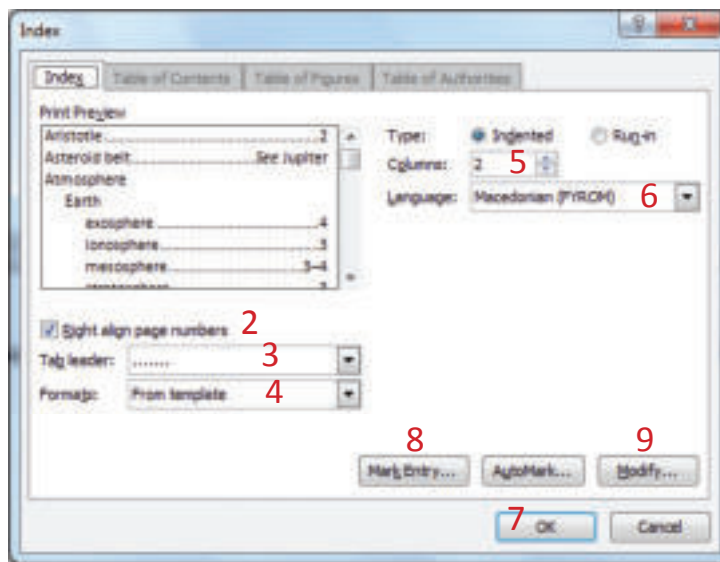 Index
Index Table of Contents Table of Figures Table of Authorities
Print Preview
Aristotle 2
Asteroid belt See Jupiter
Atmosphere
Earth
exosphere 4
ionosphere 3
mesosphere 3–4
Type: Indented Run-in
Columns: 2 5
Language: Macedonian (FYROM) 6
Right align page numbers 2
Tab leader: ....... 3
Formats: From template 4
8 9
Mark Entry... AutoMark... Modify...
7 OK Cancel